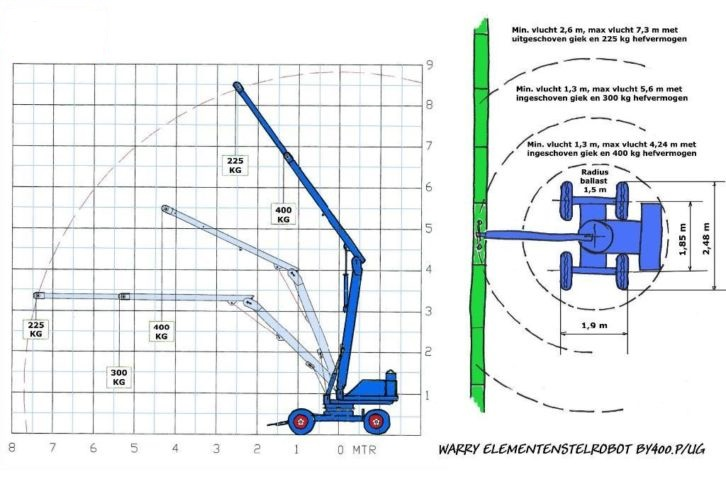 Min. vlucht 2,6 m, max vlucht 7,3 m met
uitgeschoven giek en 225 kg hefvermogen
Min. vlucht 1,3 m, max vlucht 5,6 m met
ingeschoven giek en 300 kg hefvermogen
Min. vlucht 1,3 m, max vlucht 4,24 m met
ingeschoven giek en 400 kg hefvermogen
Radius
ballast
1,5 m
1,85 m
2,48 m
1,9 m
9
8
7
6
5
4
3
2
1
225
KG
400
KG
225
KG
400
KG
300
KG
8 7 6 5 4 3 2 1 0 MTR
WARRY ELEMENTENSTELROBOT BY400.P/UG